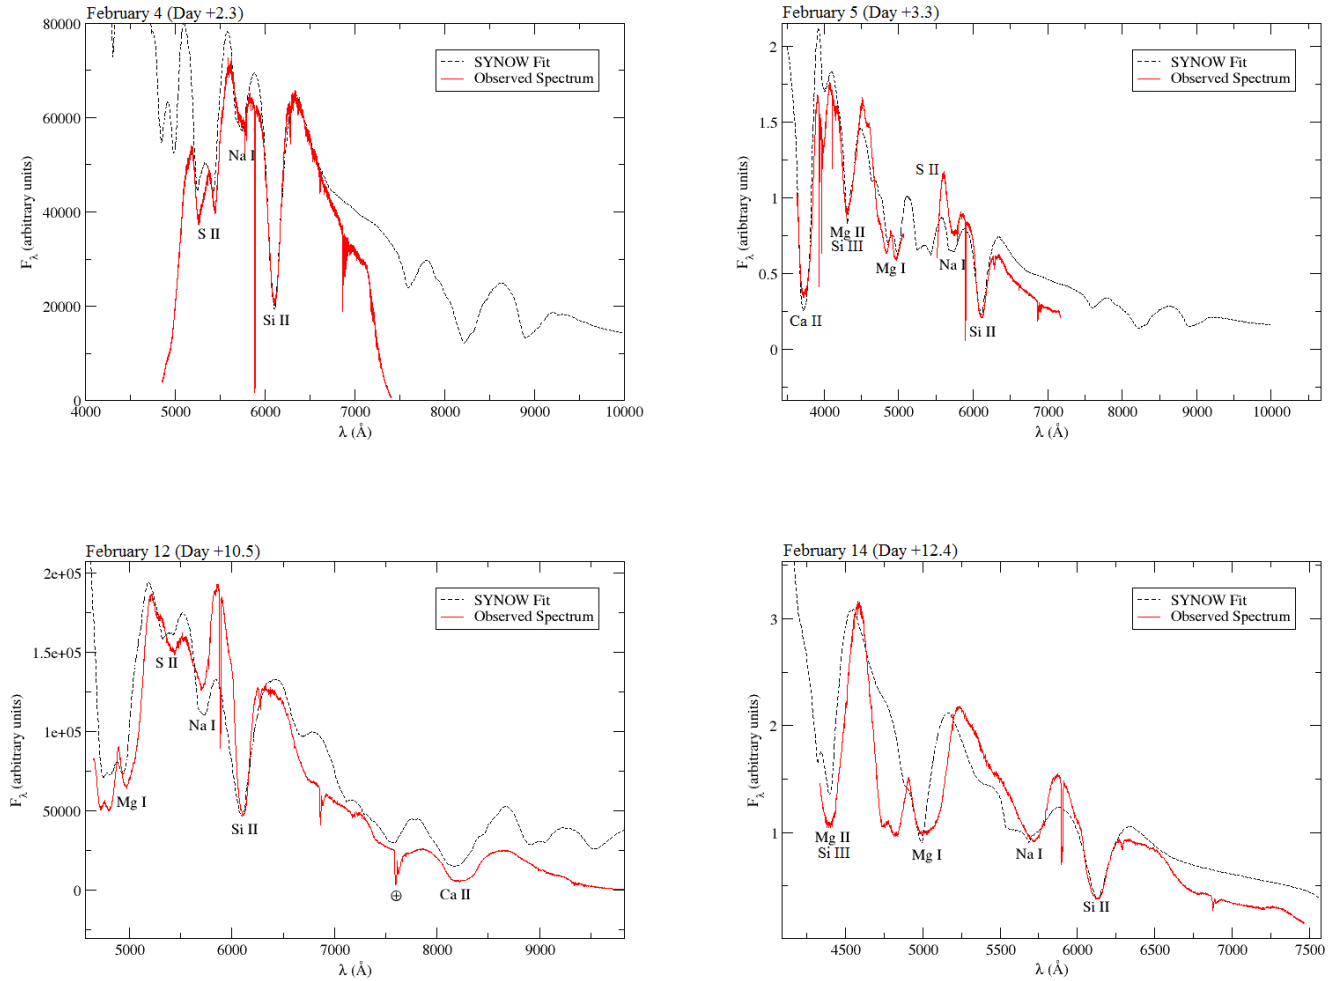 February 4 (Day +2.3)
80000
60000
40000
20000
0
4000 5000 6000 7000 8000 9000 10000
Fλ (arbitrary units)
λ (Å)
SYNOW Fit
Observed Spectrum
S II
Na I
Si II
February 5 (Day +3.3)
2
1.5
1
0.5
0
4000 5000 6000 7000 8000 9000 10000
Fλ (aribtrary units)
λ (Å)
SYNOW Fit
Observed Spectrum
S II
Mg II
Si III
Mg I
Na I
Ca II
Si II
February 12 (Day +10.5)
2e+05
1.5e+05
1e+05
50000
0
5000 6000 7000 8000 9000
Fλ (arbitrary units)
λ (Å)
SYNOW Fit
Observed Spectrum
S II
Na I
Mg I
Si II
⊕
Ca II
February 14 (Day +12.4)
3
2
1
4500 5000 5500 6000 6500 7000 7500
Fλ (arbitrary units)
λ (Å)
SYNOW Fit
Observed Spectrum
Mg II
Si III
Mg I
Na I
Si II